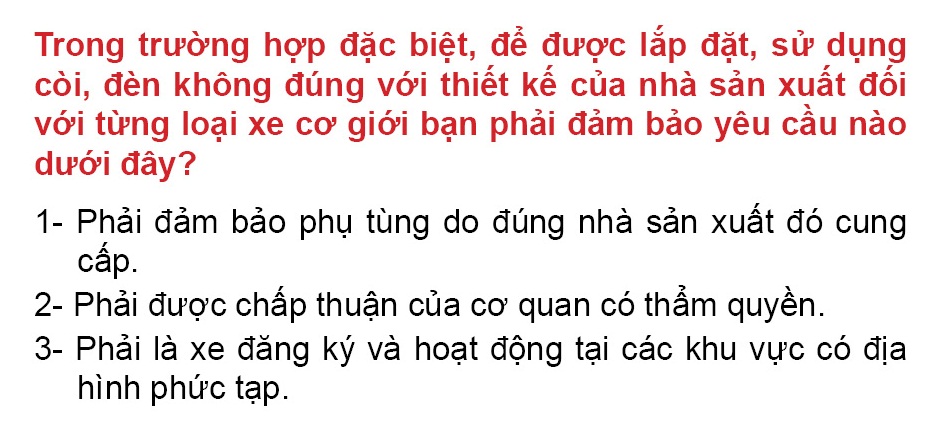 Trong trường hợp đặc biệt, để được lắp đặt, sử dụng
còi, đèn không đúng với thiết kế của nhà sản xuất đối
với từng loại xe cơ giới bạn phải đảm bảo yêu cầu nào
dưới đây?
1- Phải đảm bảo phụ tùng do đúng nhà sản xuất đó cung
cấp.
2- Phải được chấp thuận của cơ quan có thẩm quyền.
3- Phải là xe đăng ký và hoạt động tại các khu vực có địa
hình phức tạp.